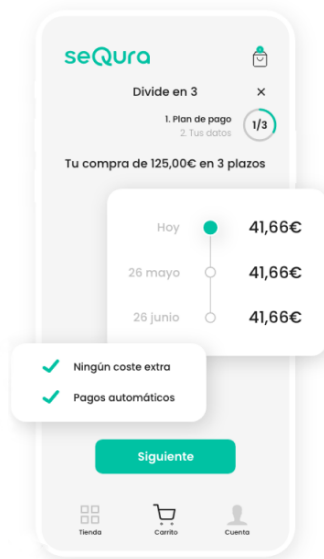 seQura
Divide en 3
1. Plan de pago
2. Tus datos
1/3
Tu compra de 125,00€ en 3 plazos
Hoy 41,66€
26 mayo 41,66€
26 junio 41,66€
Ningún coste extra
Pagos automáticos
Siguiente
Tienda Carrito Cuenta